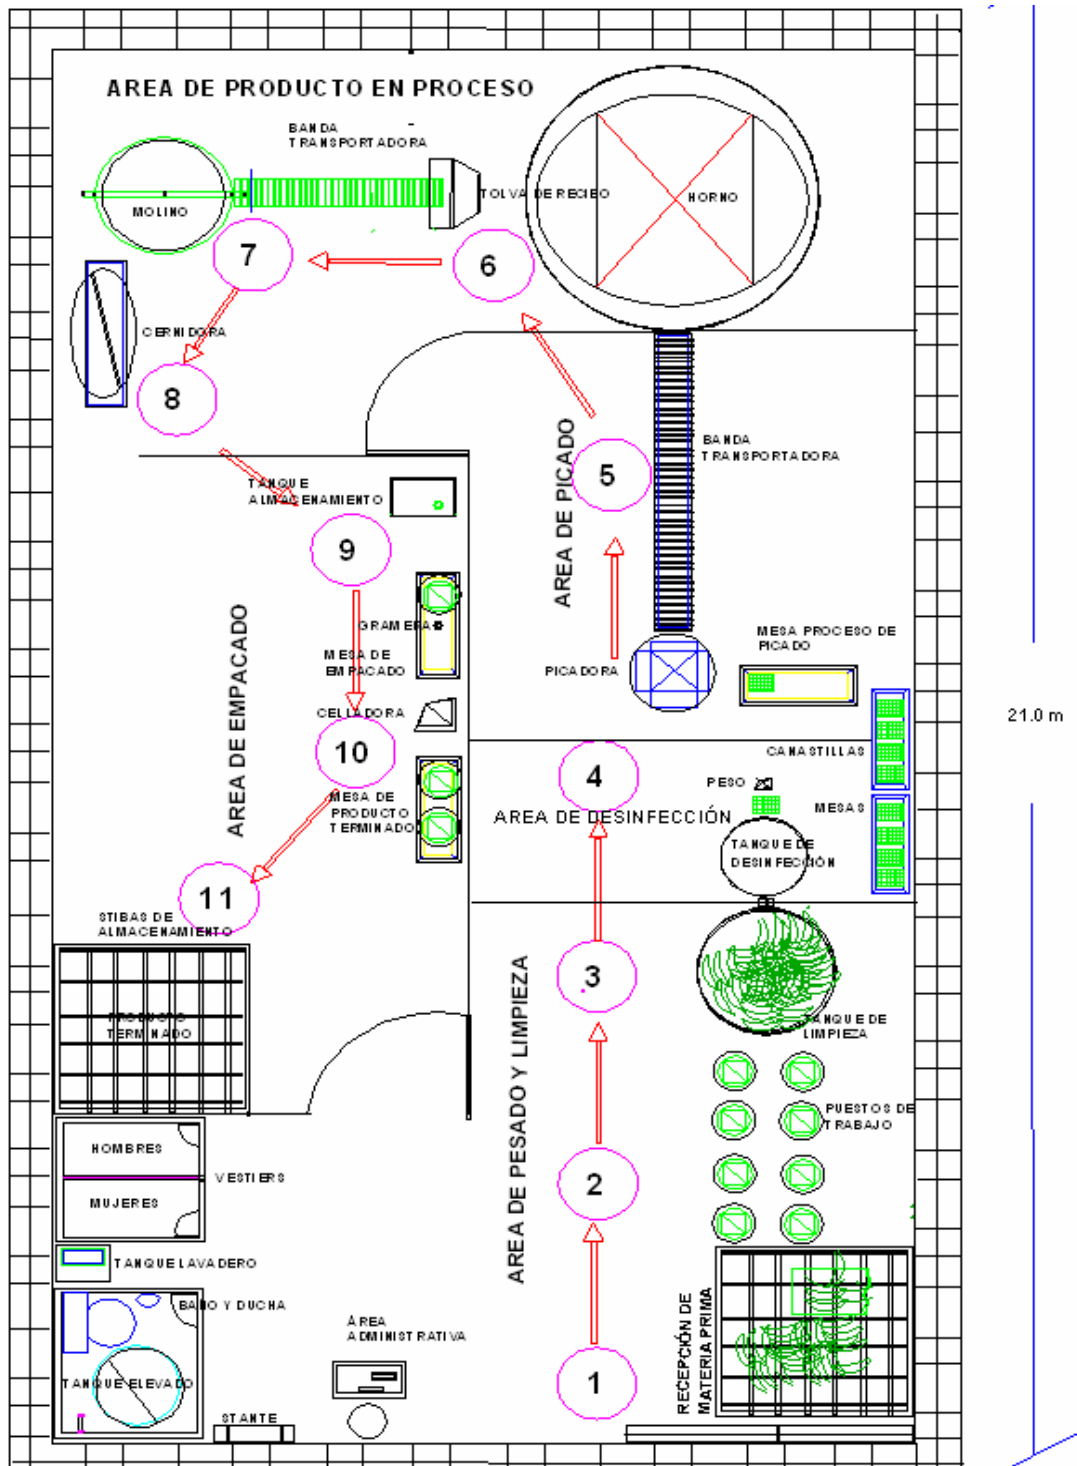 AREA DE PRODUCTO EN PROCESO
BANDA
TRANSPORTADORA
TOLVA DE RECIBO
HORNO
MOLINO
7
6
CERNIDORA
8
AREA DE PICADO
5
BANDA
TRANSPORTADORA
TANQUE
ALMACENAMIENTO
9
GRAMERA
MESA DE
EMPACADO
AREA DE EMPACADO
CELLADORA
10
MESA DE
PRODUCTO
TERMINADO
11
PICADORA
MESA PROCESO DE
PICADO
21.0 m
CANASTILLAS
4
PESO
MESAS
AREA DE DESINFECCIÓN
TANQUE DE
DESINFECCIÓN
STIBAS DE
ALMACENAMIENTO
PRODUCTO
TERMINADO
3
AREA DE PESADO Y LIMPIEZA
TANQUE DE
LIMPIEZA
PUESTOS DE
TRABAJO
2
HOMBRES
VESTIERS
MUJERES
TANQUE LAVADERO
BAÑO Y DUCHA
TANQUE ELEVADO
AREA
ADMINISTRATIVA
STANTE
1
RECEPCIÓN DE
MATERIA PRIMA